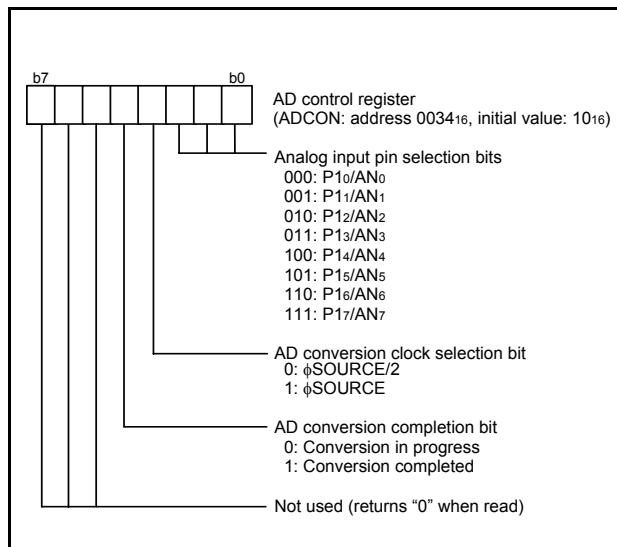 b7 b0
AD control register
(ADCON: address 003416, initial value: 1016)
Analog input pin selection bits
000: P10/AN0
001: P11/AN1
010: P12/AN2
011: P13/AN3
100: P14/AN4
101: P15/AN5
110: P16/AN6
111: P17/AN7
AD conversion clock selection bit
0: ϕSOURCE/2
1: ϕSOURCE
AD conversion completion bit
0: Conversion in progress
1: Conversion completed
Not used (returns “0” when read)